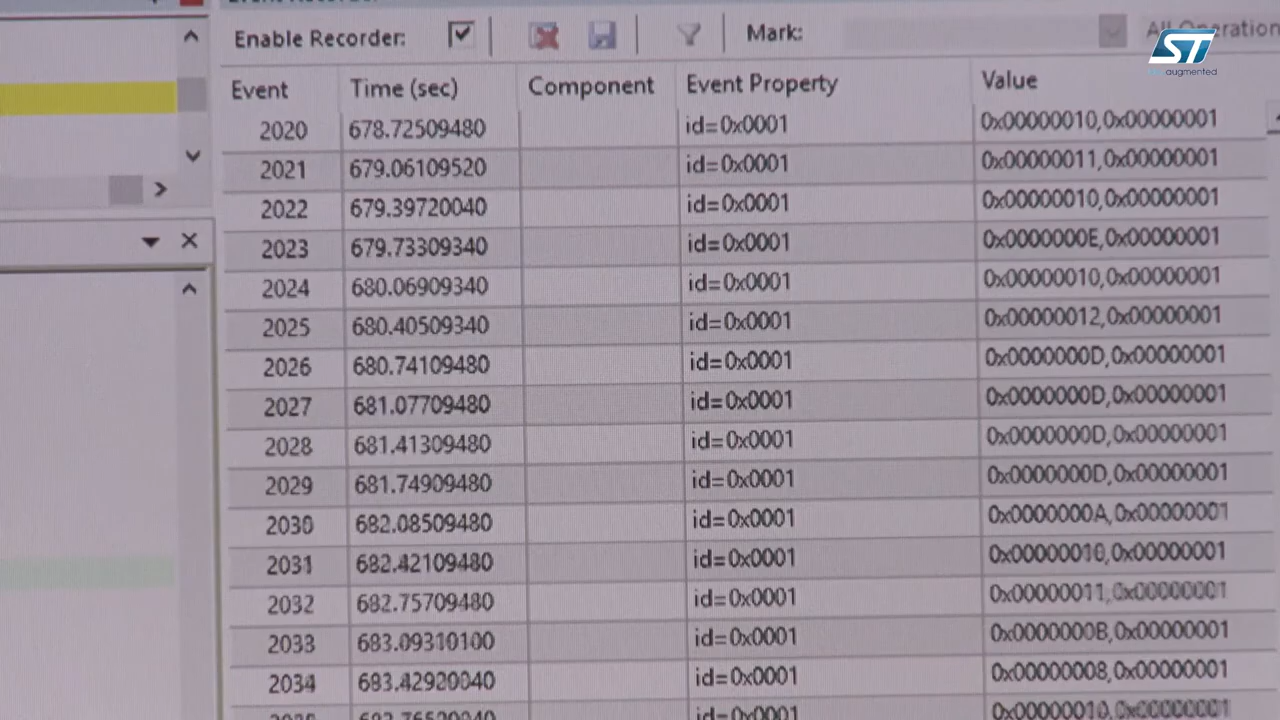 Enable Recorder:
Mark:
All Operation
ST
augmented
Event Time (sec) Component Event Property Value
2020 678.72509480 id=0x0001 0x00000010,0x00000001
2021 679.06109520 id=0x0001 0x00000011,0x00000001
2022 679.39720040 id=0x0001 0x00000010,0x00000001
2023 679.73309340 id=0x0001 0x0000000E,0x00000001
2024 680.06909340 id=0x0001 0x00000010,0x00000001
2025 680.40509340 id=0x0001 0x00000012,0x00000001
2026 680.74109480 id=0x0001 0x0000000D,0x00000001
2027 681.07709480 id=0x0001 0x0000000D,0x00000001
2028 681.41309480 id=0x0001 0x0000000D,0x00000001
2029 681.74909480 id=0x0001 0x0000000D,0x00000001
2030 682.08509480 id=0x0001 0x0000000A,0x00000001
2031 682.42109480 id=0x0001 0x00000010,0x00000001
2032 682.75709480 id=0x0001 0x00000011,0x00000001
2033 683.09310100 id=0x0001 0x0000000B,0x00000001
2034 683.42920040 id=0x0001 0x00000008,0x00000001
id=0x0001